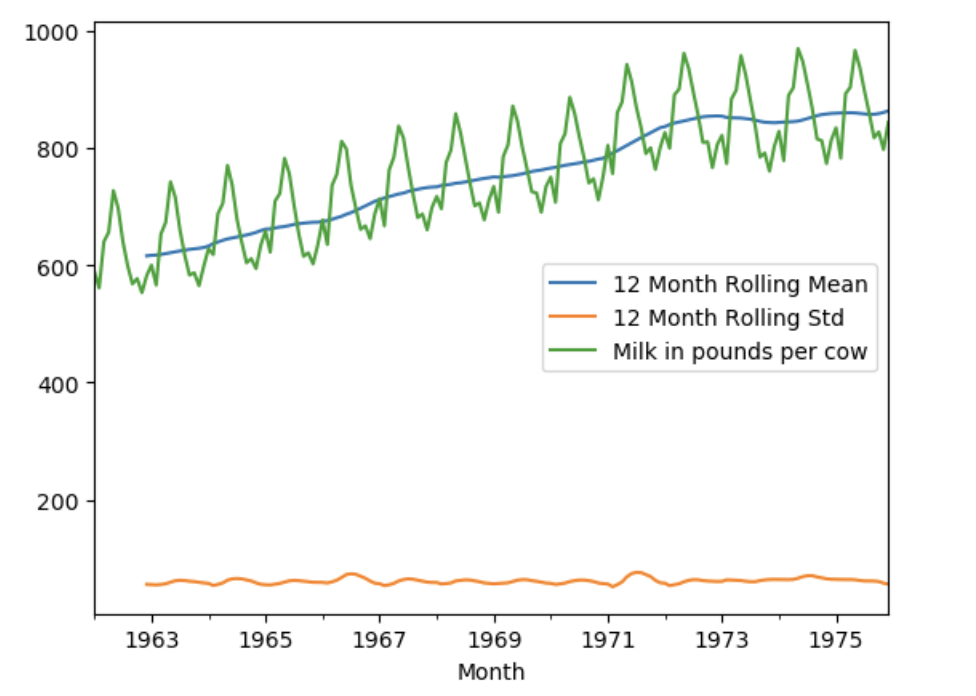 1000
800
600
400
200
12 Month Rolling Mean
12 Month Rolling Std
Milk in pounds per cow
1963 1965 1967 1969 1971 1973 1975
Month